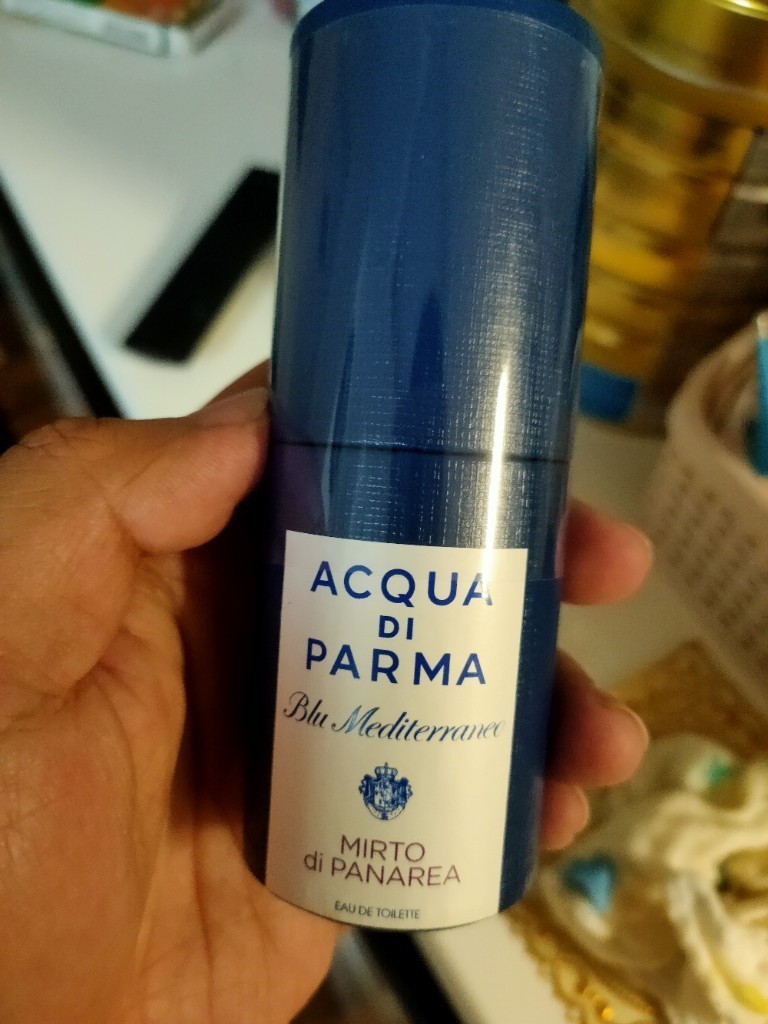 ACQUA
DI
PARMA
Blu Mediterraneo
MIRTO
di PANAREA
EAU DE TOILETTE